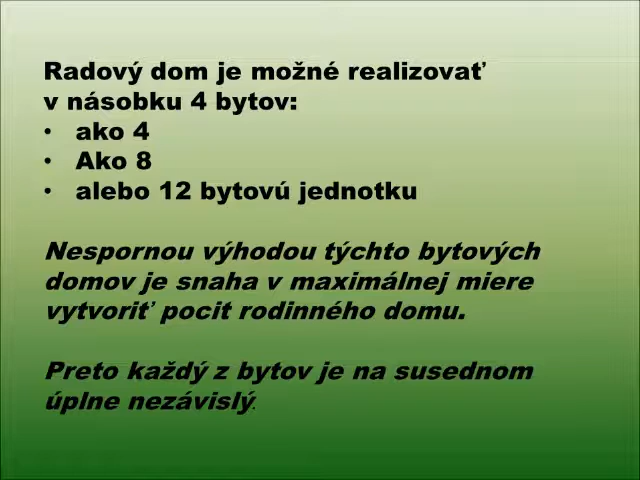 Radový dom je možné realizovať
v násobku 4 bytov:
• ako 4
• Ako 8
• alebo 12 bytovú jednotku
Nespornou výhodou týchto bytových
domov je snaha v maximálnej miere
vytvoriť pocit rodinného domu.
Preto každý z bytov je na susednom
úplne nezávislý.